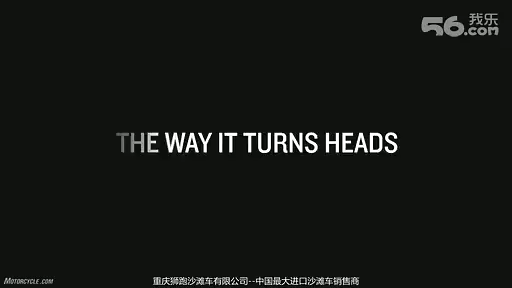 56我乐
.com
THE WAY IT TURNS HEADS
MOTORCYCLE.COM
重庆狮跑沙滩车有限公司--中国最大进口沙滩车销售商